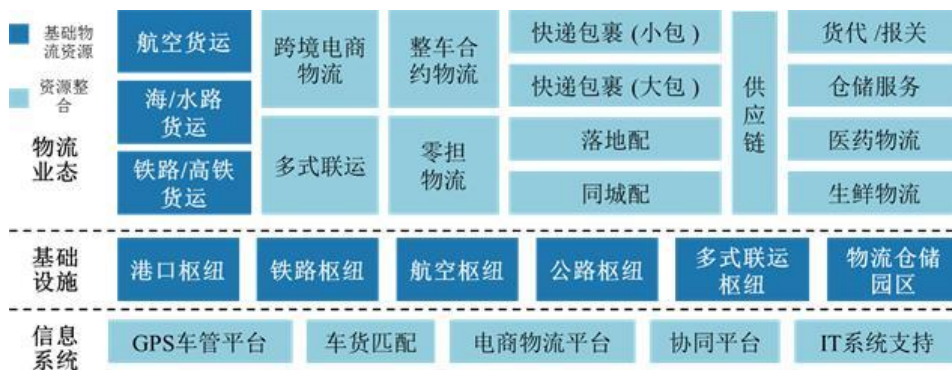 基础物
流资源
资源整
合
物流
业态
航空货运
海/水路
货运
铁路/高铁
货运
跨境电商
物流
多式联运
整车合
约物流
零担
物流
快递包裹 (小包)
快递包裹 (大包)
落地配
同城配
供
应
链
货代 /报关
仓储服务
医药物流
生鲜物流
基础
设施
港口枢纽
铁路枢纽
航空枢纽
公路枢纽
多式联运
枢纽
物流仓储
园区
信息
系统
GPS车管平台
车货匹配
电商物流平台
协同平台
IT系统支持